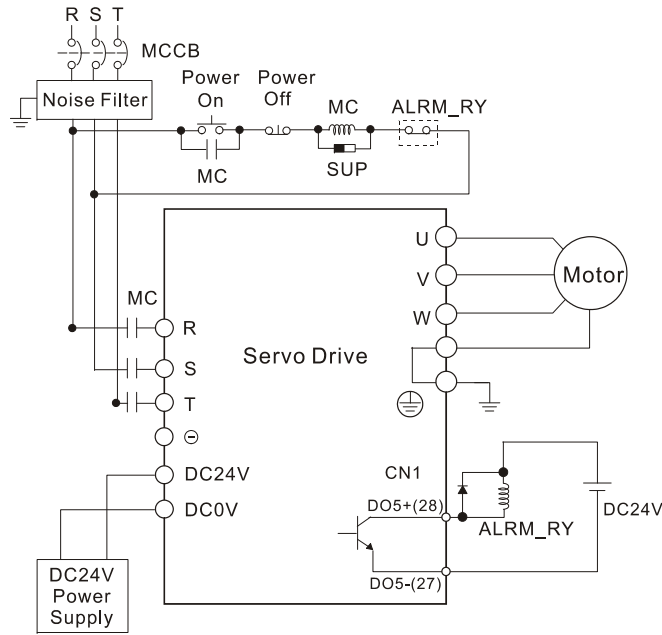 R S T
MCCB
Noise Filter
Power On
Power Off
MC
ALRM_RY
MC
SUP
MC
R
S
T
⊖
DC24V
DC0V
Servo Drive
U
V
W
Motor
CN1
DO5+(28)
DO5-(27)
ALRM_RY
DC24V
DC24V
Power
Supply